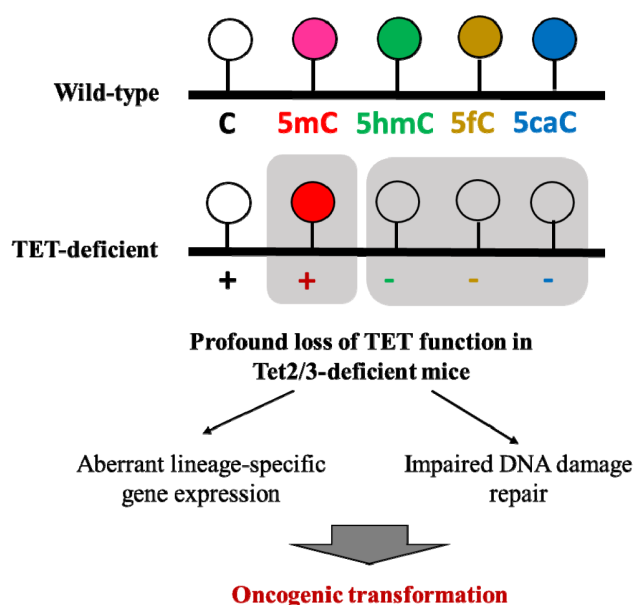 Wild-type
C 5mC 5hmC 5fC 5caC
TET-deficient
+ + - - -
Profound loss of TET function in
Tet2/3-deficient mice
Aberrant lineage-specific
gene expression
Impaired DNA damage
repair
Oncogenic transformation